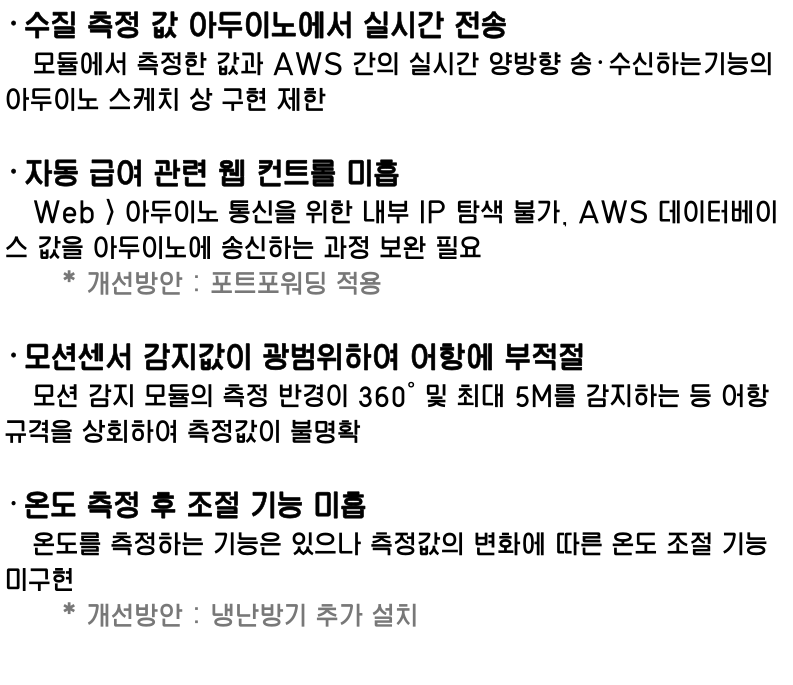 ·수질 측정 값 아두이노에서 실시간 전송
모듈에서 측정한 값과 AWS 간의 실시간 양방향 송·수신하는기능의
아두이노 스케치 상 구현 제한
·자동 급여 관련 웹 컨트롤 미흡
Web > 아두이노 통신을 위한 내부 IP 탐색 불가, AWS 데이터베이
스 값을 아두이노에 송신하는 과정 보완 필요
* 개선방안 : 포트포워딩 적용
·모션센서 감지값이 광범위하여 어항에 부적절
모션 감지 모듈의 측정 반경이 360° 및 최대 5M를 감지하는 등 어항
규격을 상회하여 측정값이 불명확
·온도 측정 후 조절 기능 미흡
온도를 측정하는 기능은 있으나 측정값의 변화에 따른 온도 조절 기능
미구현
* 개선방안 : 냉난방기 추가 설치